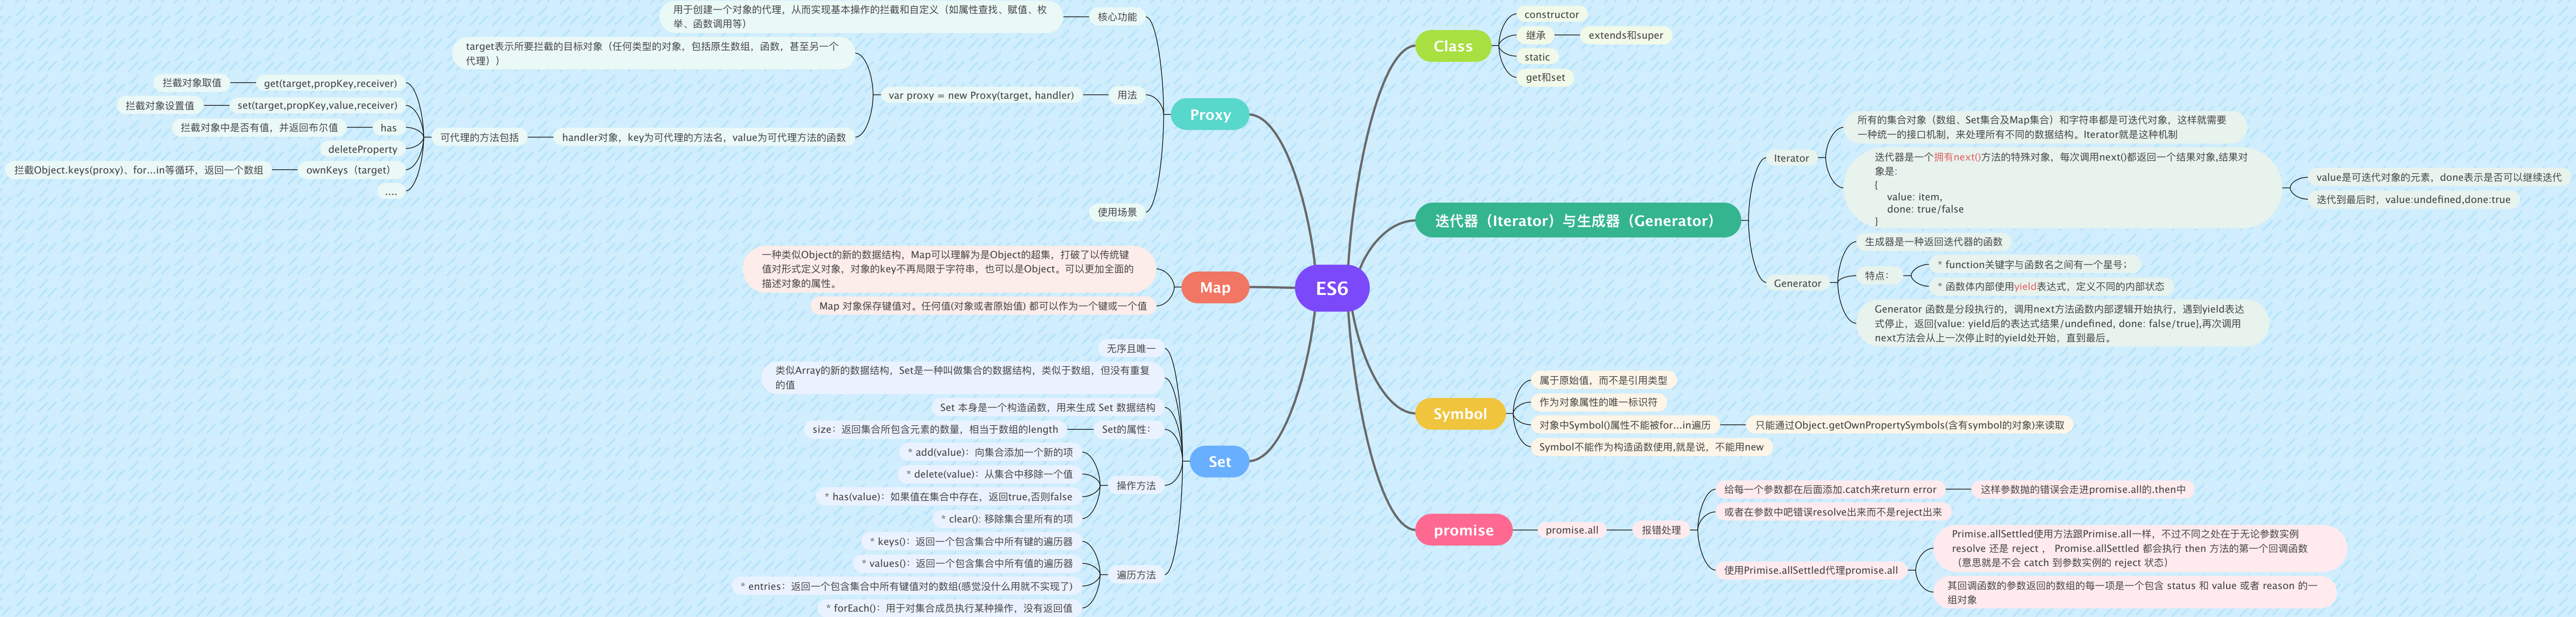 ES6
Proxy
核心功能
用于创建一个对象的代理，从而实现基本操作的拦截和自定义（如属性查找、赋值、枚
举、函数调用等）
用法
var proxy = new Proxy(target, handler)
target表示所要拦截的目标对象（任何类型的对象，包括原生数组，函数，甚至另一个
代理））
handler对象，key为可代理的方法名，value为可代理方法的函数
可代理的方法包括
get(target,propKey,receiver)
拦截对象取值
set(target,propKey,value,receiver)
拦截对象设置值
has
拦截对象中是否有值，并返回布尔值
deleteProperty
ownKeys（target）
拦截Object.keys(proxy)、for...in等循环，返回一个数组
....
使用场景
Map
一种类似Object的新的数据结构，Map可以理解为是Object的超集，打破了以传统键
值对形式定义对象，对象的key不再局限于字符串，也可以是Object。可以更加全面的
描述对象的属性。
Map 对象保存键值对。任何值(对象或者原始值) 都可以作为一个键或一个值
Set
无序且唯一
类似Array的新的数据结构，Set是一种叫做集合的数据结构，类似于数组，但没有重复
的值
Set 本身是一个构造函数，用来生成 Set 数据结构
Set的属性：
size：返回集合所包含元素的数量，相当于数组的length
操作方法
* add(value)：向集合添加一个新的项
* delete(value)：从集合中移除一个值
* has(value)：如果值在集合中存在，返回true,否则false
* clear(): 移除集合里所有的项
遍历方法
* keys()：返回一个包含集合中所有键的遍历器
* values()：返回一个包含集合中所有值的遍历器
* entries：返回一个包含集合中所有键值对的数组(感觉没什么用就不实现了)
* forEach()：用于对集合成员执行某种操作，没有返回值
Class
constructor
继承
extends和super
static
get和set
迭代器（Iterator）与生成器（Generator）
Iterator
所有的集合对象（数组、Set集合及Map集合）和字符串都是可迭代对象，这样就需要
一种统一的接口机制，来处理所有不同的数据结构。Iterator就是这种机制
迭代器是一个拥有next()方法的特殊对象，每次调用next()都返回一个结果对象,结果对
象是:
{
value: item,
done: true/false
}
value是可迭代对象的元素，done表示是否可以继续迭代
迭代到最后时，value:undefined,done:true
Generator
生成器是一种返回迭代器的函数
特点：
* function关键字与函数名之间有一个星号；
* 函数体内部使用yield表达式，定义不同的内部状态
Generator 函数是分段执行的，调用next方法函数内部逻辑开始执行，遇到yield表达
式停止，返回{value: yield后的表达式结果/undefined, done: false/true},再次调用
next方法会从上一次停止时的yield处开始，直到最后。
Symbol
属于原始值，而不是引用类型
作为对象属性的唯一标识符
对象中Symbol()属性不能被for...in遍历
只能通过Object.getOwnPropertySymbols(含有symbol的对象)来读取
Symbol不能作为构造函数使用,就是说，不能用new
promise
promise.all
报错处理
给每一个参数都在后面添加.catch来return error
这样参数抛的错误会走进promise.all的.then中
或者在参数中吧错误resolve出来而不是reject出来
使用Primise.allSettled代理promise.all
Primise.allSettled使用方法跟Primise.all一样，不过不同之处在于无论参数实例
resolve 还是 reject ， Promise.allSettled 都会执行 then 方法的第一个回调函数
（意思就是不会 catch 到参数实例的 reject 状态）
其回调函数的参数返回的数组的每一项是一个包含 status 和 value 或者 reason 的一
组对象